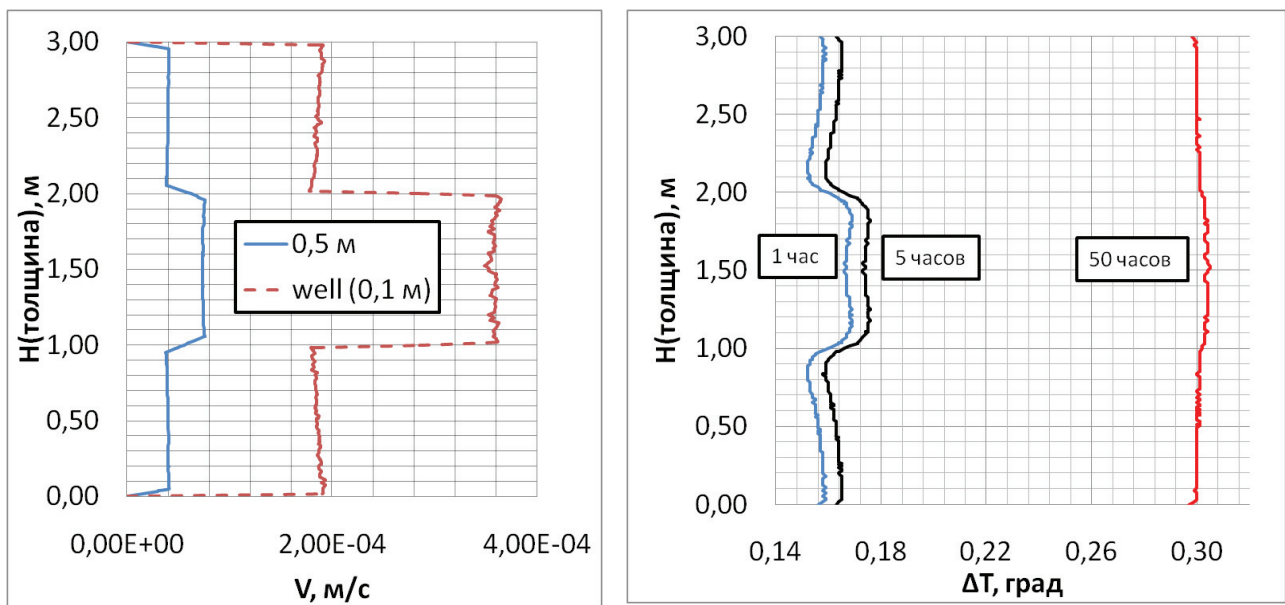 H(толщина), м
3,00
2,50
2,00
1,50
1,00
0,50
0,00
0,5 м
well (0,1 м)
0,00E+00
2,00E-04
4,00E-04
V, м/с
H(толщина), м
3,00
2,50
2,00
1,50
1,00
0,50
0,00
1 час
5 часов
50 часов
0,14
0,18
0,22
0,26
0,30
ΔT, град